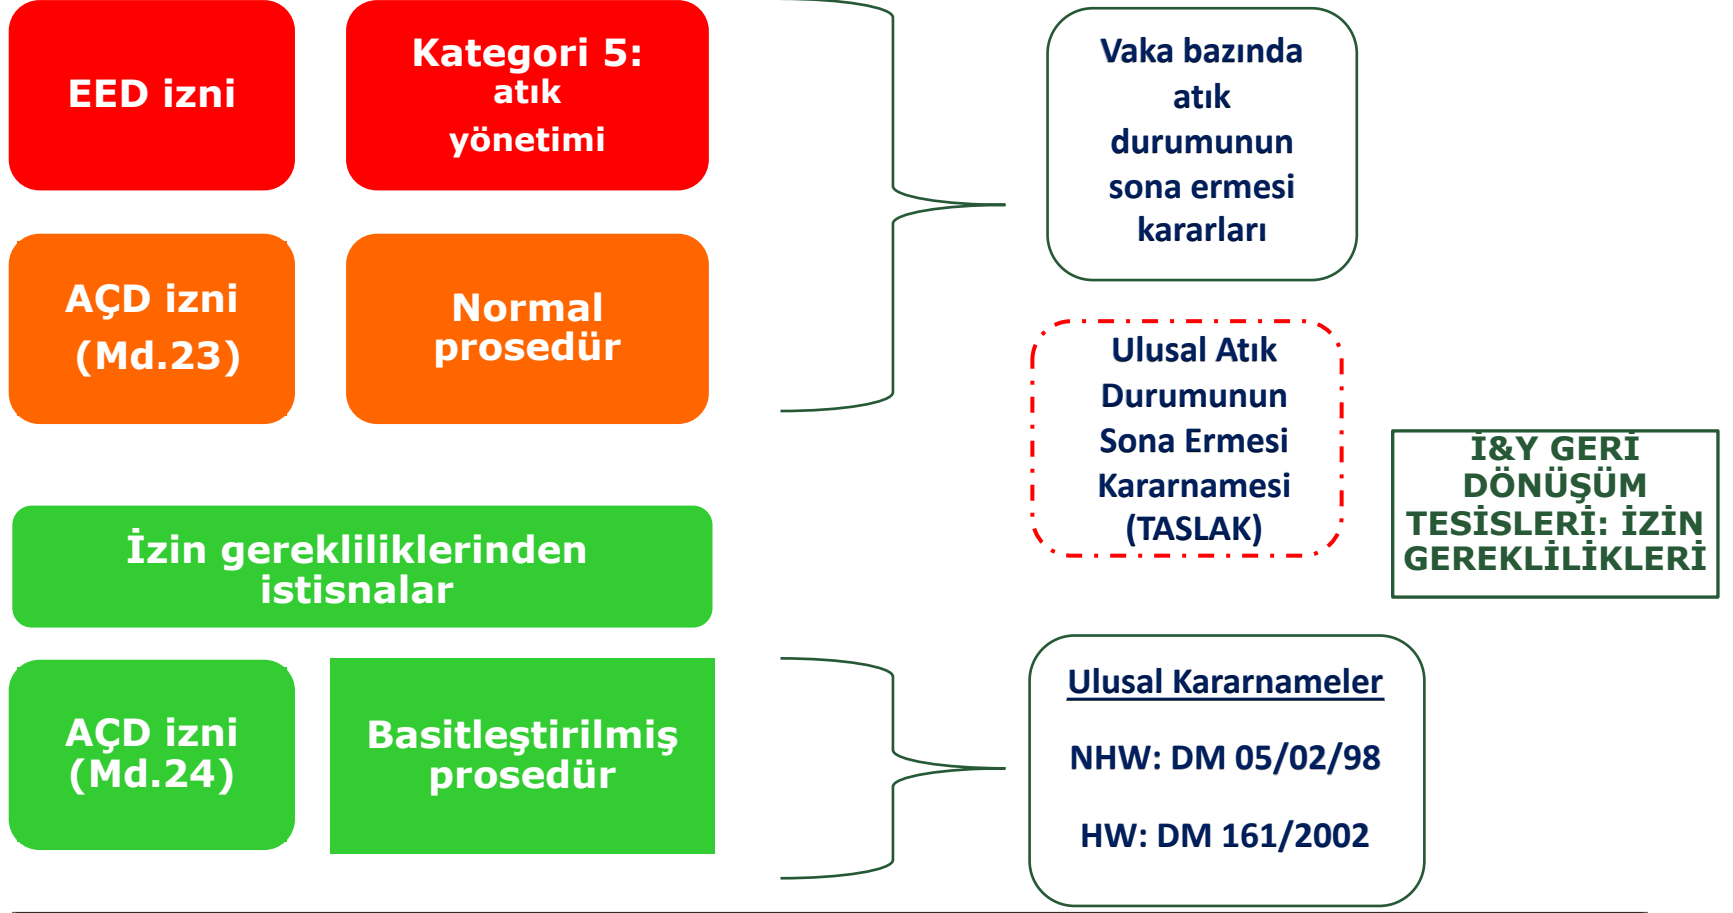 EED izni
Kategori 5:
atık
yönetimi
Vaka bazında
atık
durumunun
sona ermesi
kararları
AÇD izni
(Md.23)
Normal
prosedür
Ulusal Atık
Durumunun
Sona Ermesi
Kararnamesi
(TASLAK)
İ&Y GERİ
DÖNÜŞÜM
TESİSLERİ: İZİN
GEREKLİLİKLERİ
İzin gerekliliklerinden
istisnalar
AÇD izni
(Md.24)
Basitleştirilmiş
prosedür
Ulusal Kararnameler
NHW: DM 05/02/98
HW: DM 161/2002